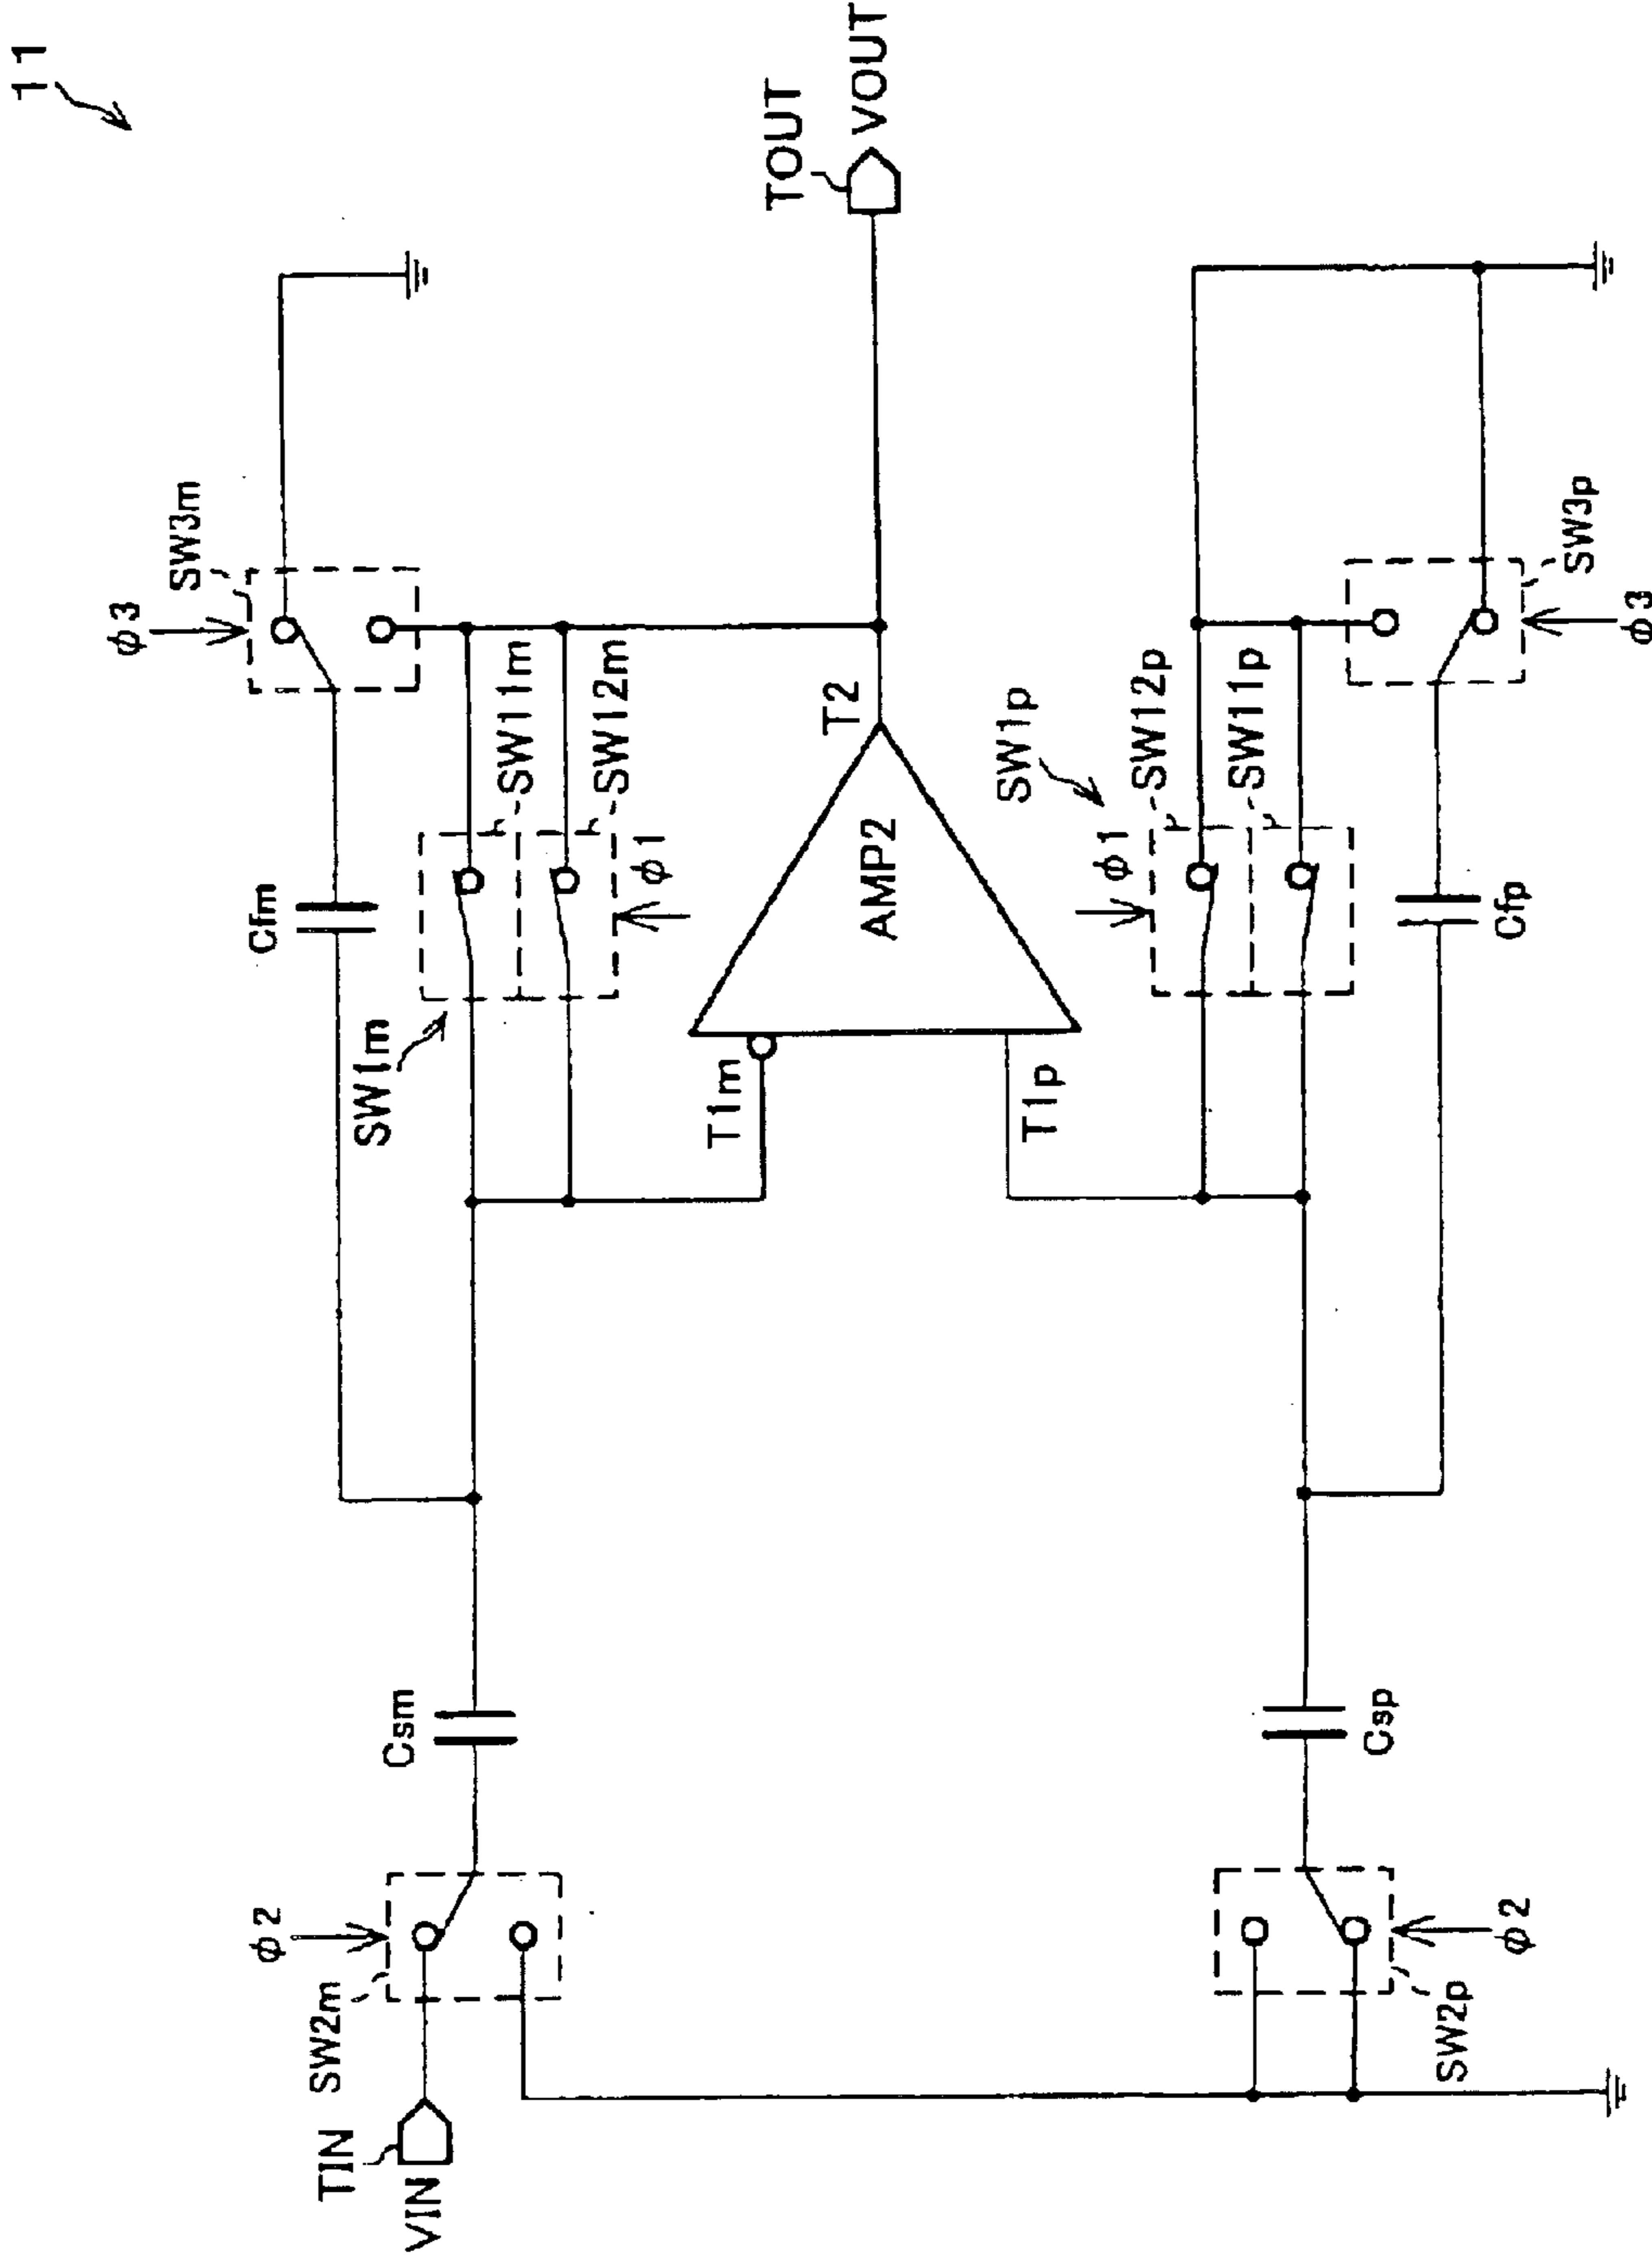 11
φ3
SW3m
Cfm
SW11m
SW12m
SW1m
φ1
TOUT
VOUT
T2
AMP2
T1m
T1p
Csm
φ2
SW2m
TIN
VIN
SW1p
φ1
SW12p
SW11p
SW3p
φ3
Cfp
Csp
φ2
SW2p